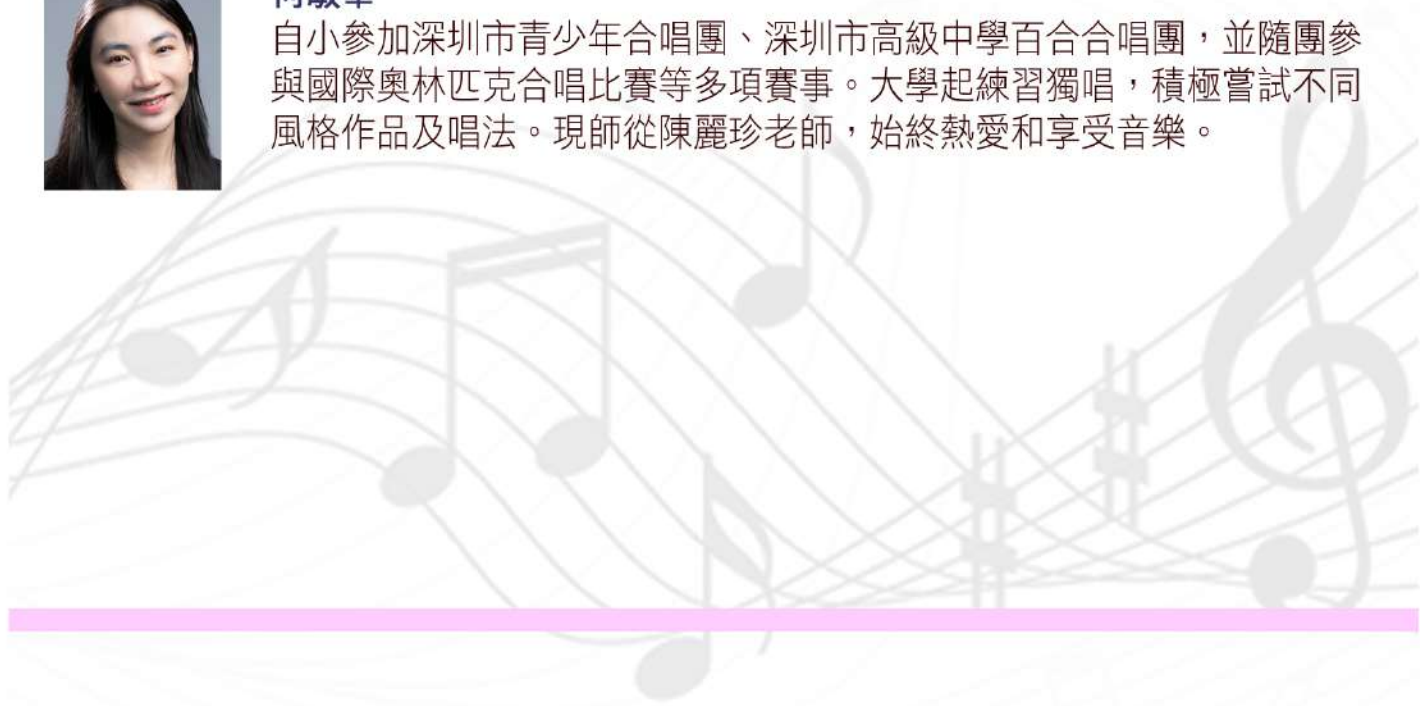 自小參加深圳市青少年合唱團、深圳市高級中學百合合唱團，並隨團參
與國際奧林匹克合唱比賽等多項賽事。大學起練習獨唱，積極嘗試不同
風格作品及唱法。現師從陳麗珍老師，始終熱愛和享受音樂。